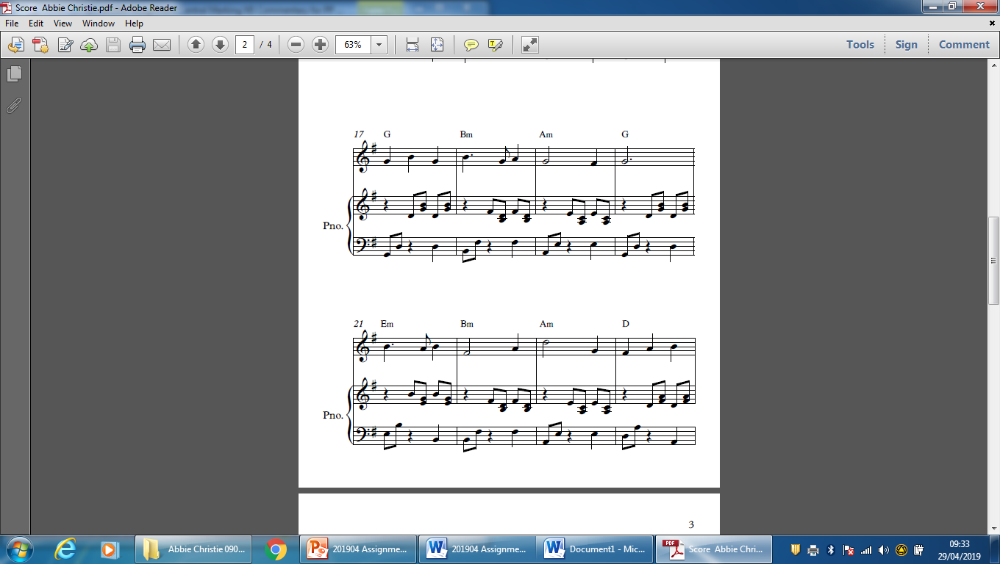 Score  Abbie Christie.pdf - Adobe Reader
File Edit View Window Help
2 / 4 63% Tools Sign Comment
17 G Bm Am G
Pno.
21 Em Bm Am D
Pno.
3
Abbie Christie 090... 201904 Assignme... 201904 Assignme... Document1 - Mic... Score  Abbie Chri...
09:33
29/04/2019